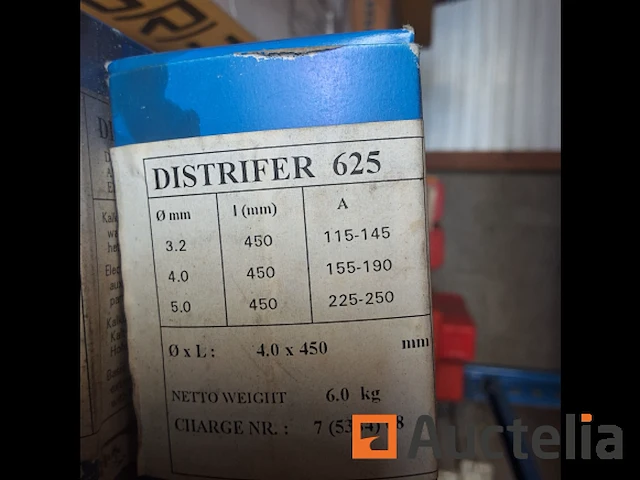 DISTRIFER 625
Ø mm l (mm) A
3.2 450 115-145
4.0 450 155-190
5.0 450 225-250
Ø x L : 4.0 x 450 mm
NETTO WEIGHT 6.0 kg
CHARGE NR. : 7
Auctelia